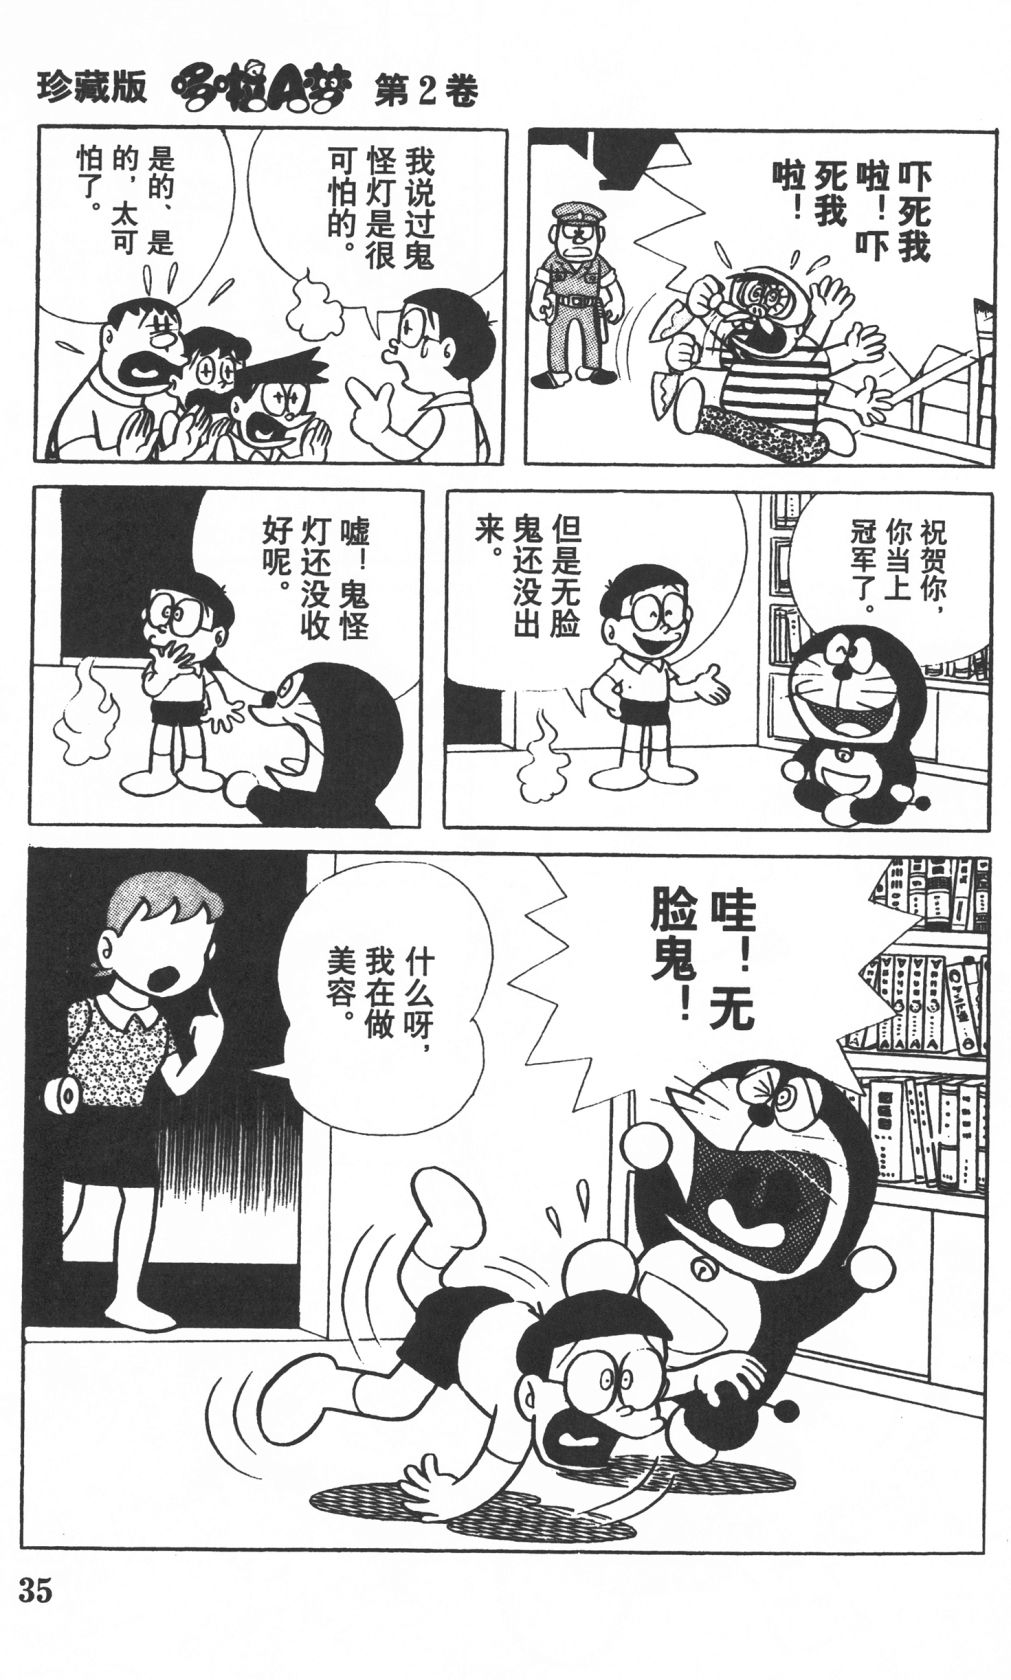 珍藏版 哆啦A梦 第2卷
吓死我
啦！吓
死我
啦！
我说过鬼
怪灯是很
可怕的。
是的、是
的，太可
怕了。
祝贺你，
你当上
冠军了。
但是无脸
鬼还没出
来。
嘘！鬼怪
灯还没收
好呢。
哇！无
脸鬼！
什么呀，
我在做
美容。
35